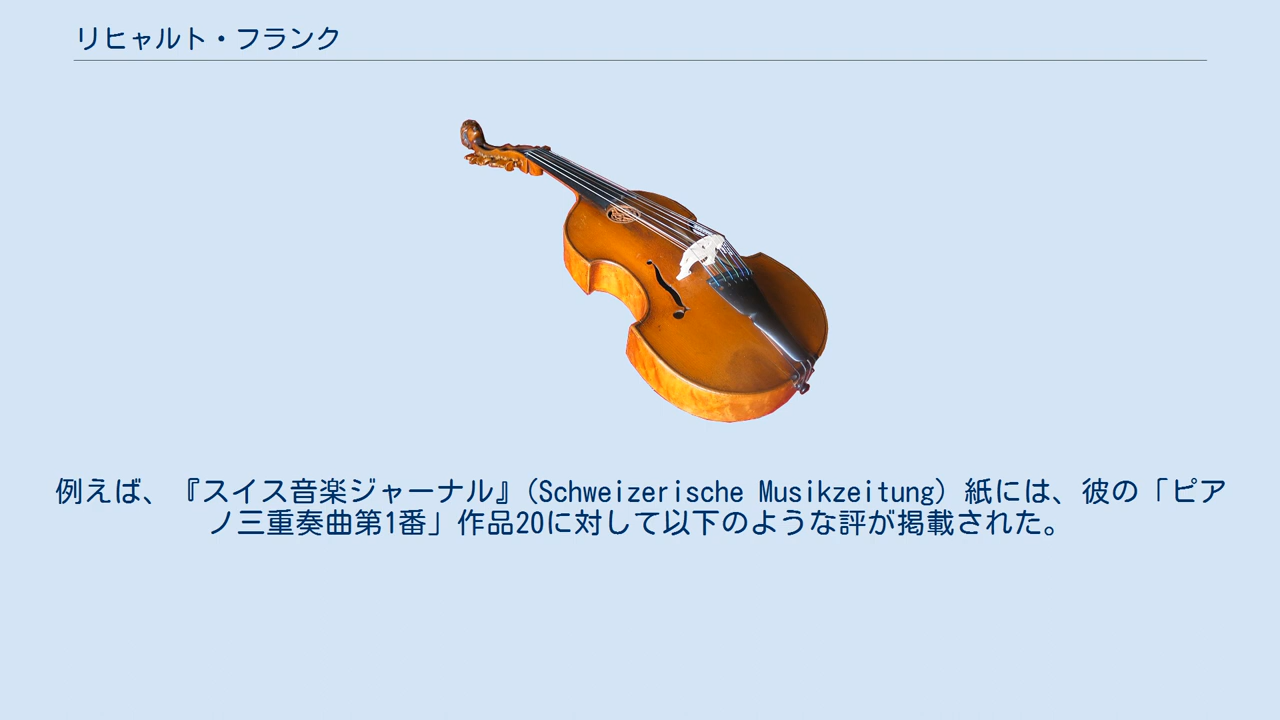 リヒャルト・フランク
例えば、『スイス音楽ジャーナル』(Schweizerische Musikzeitung) 紙には、彼の「ピア
ノ三重奏曲第1番」作品20に対して以下のような評が掲載された。